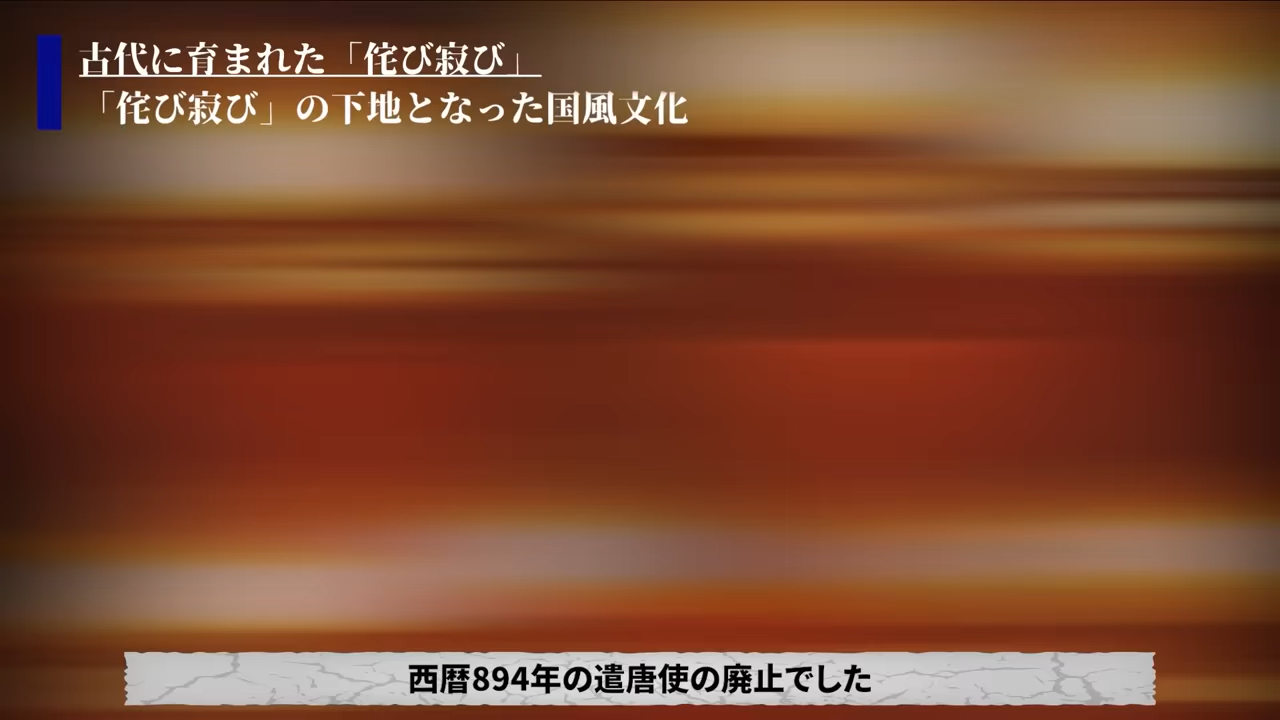 古代に育まれた「侘び寂び」
「侘び寂び」の下地となった国風文化
西暦894年の遣唐使の廃止でした